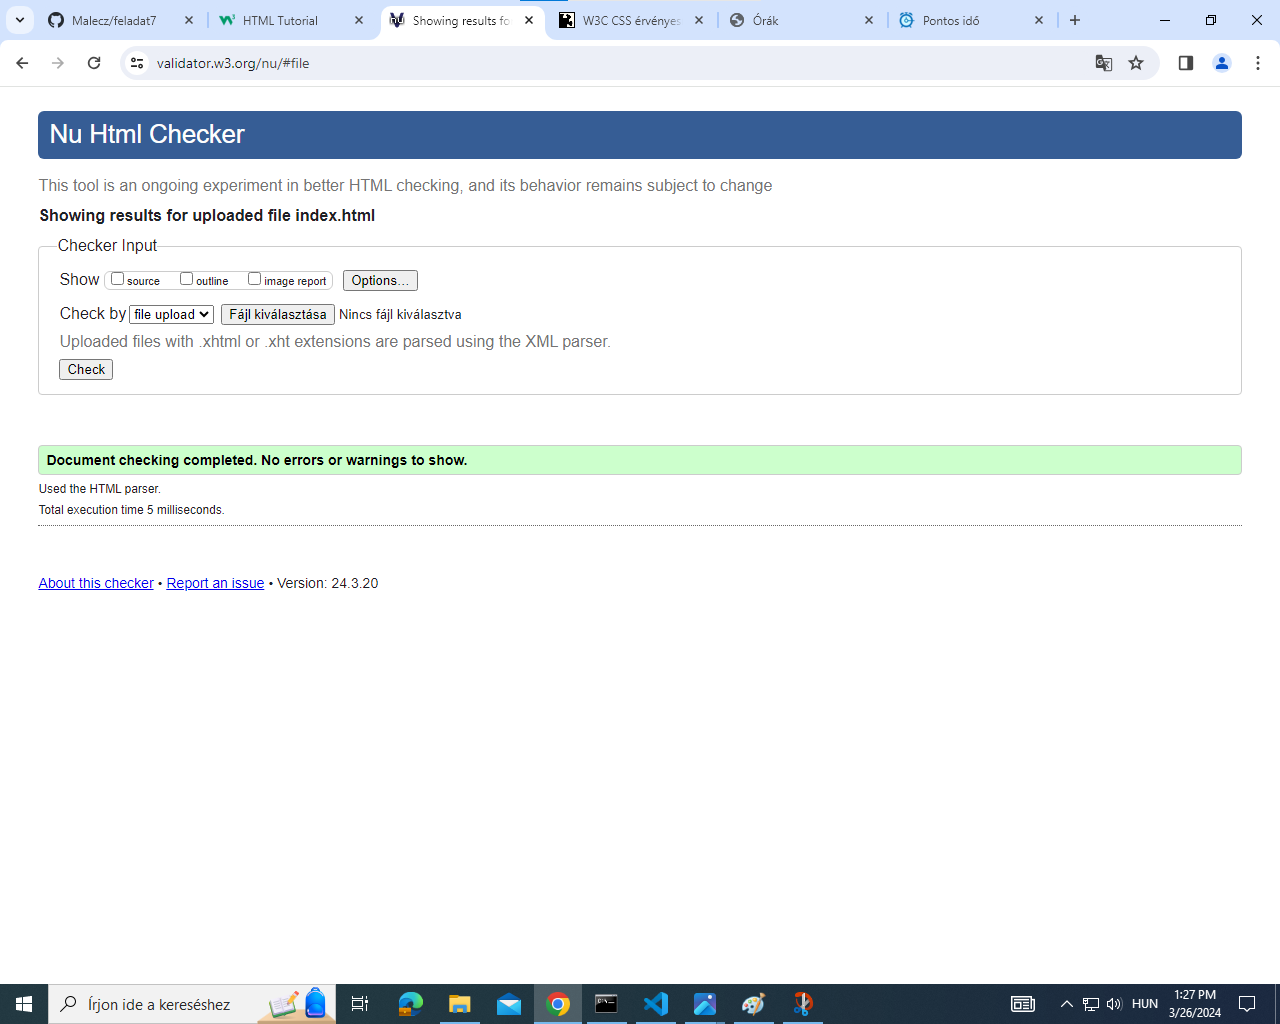 Malecz/feladat7
HTML Tutorial
Showing results fo
W3C CSS érvényes
Órák
Pontos idő
validator.w3.org/nu/#file
Nu Html Checker
This tool is an ongoing experiment in better HTML checking, and its behavior remains subject to change
Showing results for uploaded file index.html
Checker Input
Show source outline image report Options...
Check by file upload Fájl kiválasztása Nincs fájl kiválasztva
Uploaded files with .xhtml or .xht extensions are parsed using the XML parser.
Check
Document checking completed. No errors or warnings to show.
Used the HTML parser.
Total execution time 5 milliseconds.
About this checker • Report an issue • Version: 24.3.20
Írjon ide a kereséshez
HUN
1:27 PM
3/26/2024